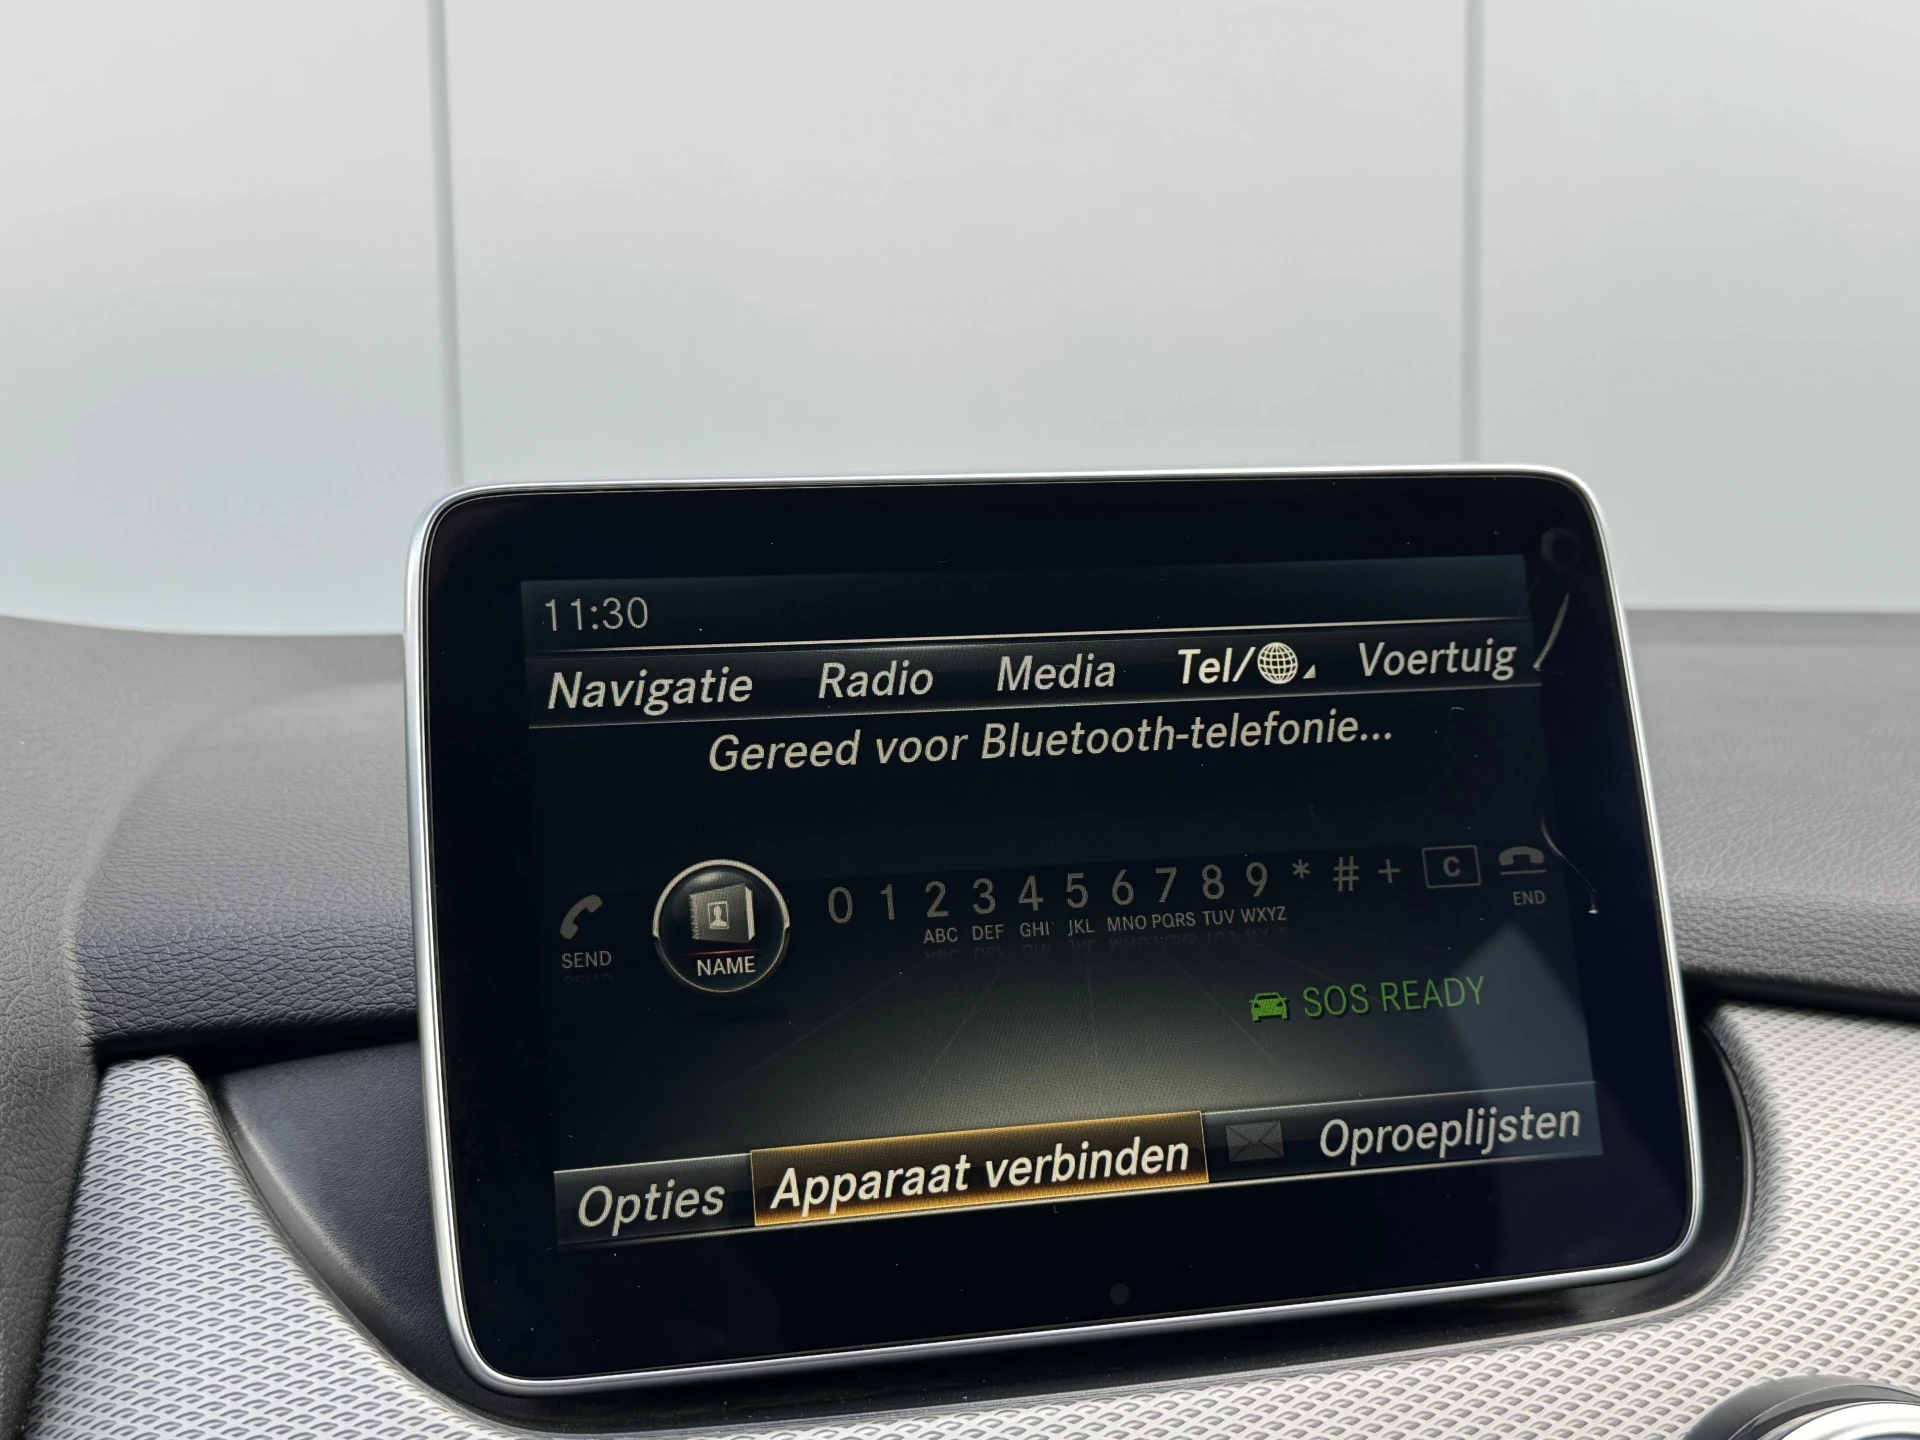 11:30
Navigatie Radio Media Tel/ Voertuig
Gereed voor Bluetooth-telefonie...
0 1 2 3 4 5 6 7 8 9 * # + C
ABC DEF GHI JKL MNO PQRS TUV WXYZ
SEND NAME END
SOS READY
Opties Apparaat verbinden Oproeplijsten